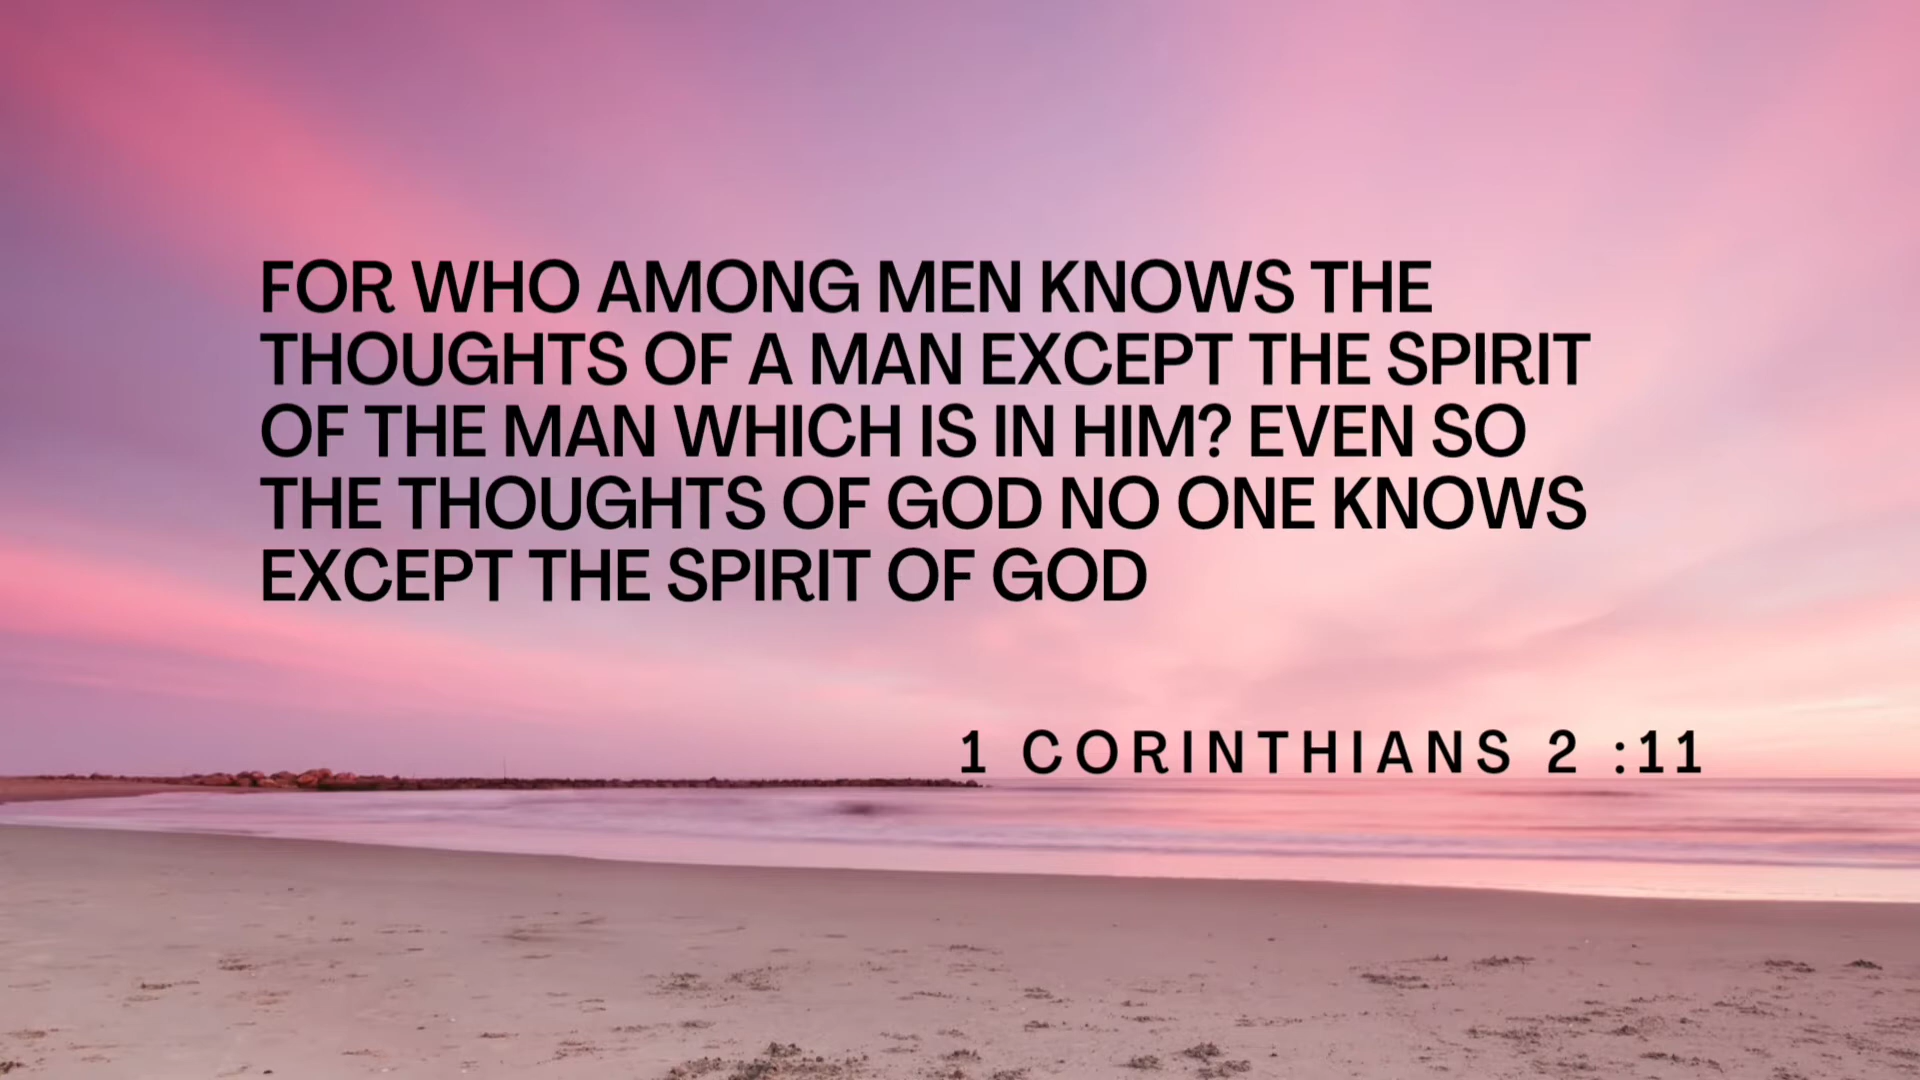 FOR WHO AMONG MEN KNOWS THE
THOUGHTS OF A MAN EXCEPT THE SPIRIT
OF THE MAN WHICH IS IN HIM? EVEN SO
THE THOUGHTS OF GOD NO ONE KNOWS
EXCEPT THE SPIRIT OF GOD
1 CORINTHIANS 2 :11